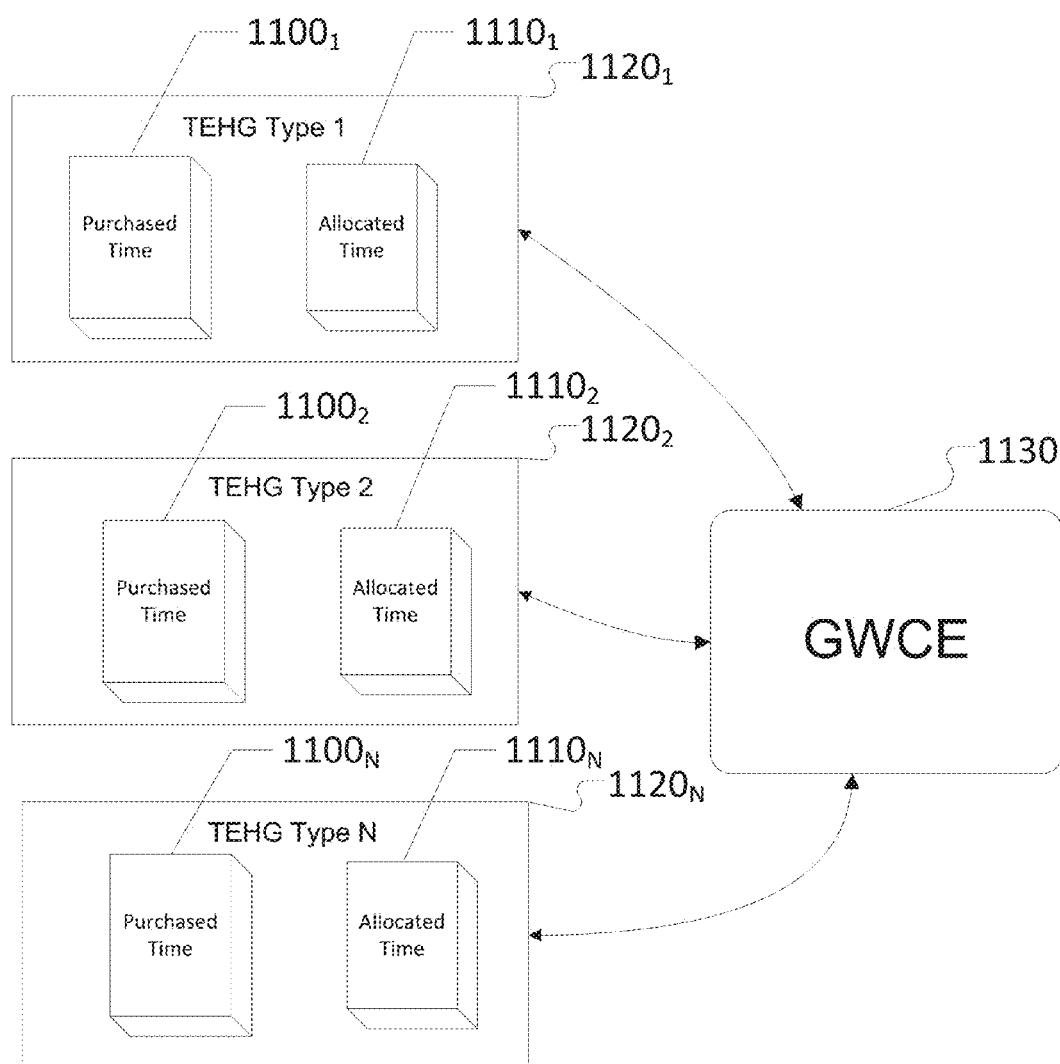 1100₁
1110₁
1120₁
TEHG Type 1
Purchased
Time
Allocated
Time
1100₂
1110₂
1120₂
TEHG Type 2
Purchased
Time
Allocated
Time
1130
GWCE
1100N
1110N
1120N
TEHG Type N
Purchased
Time
Allocated
Time